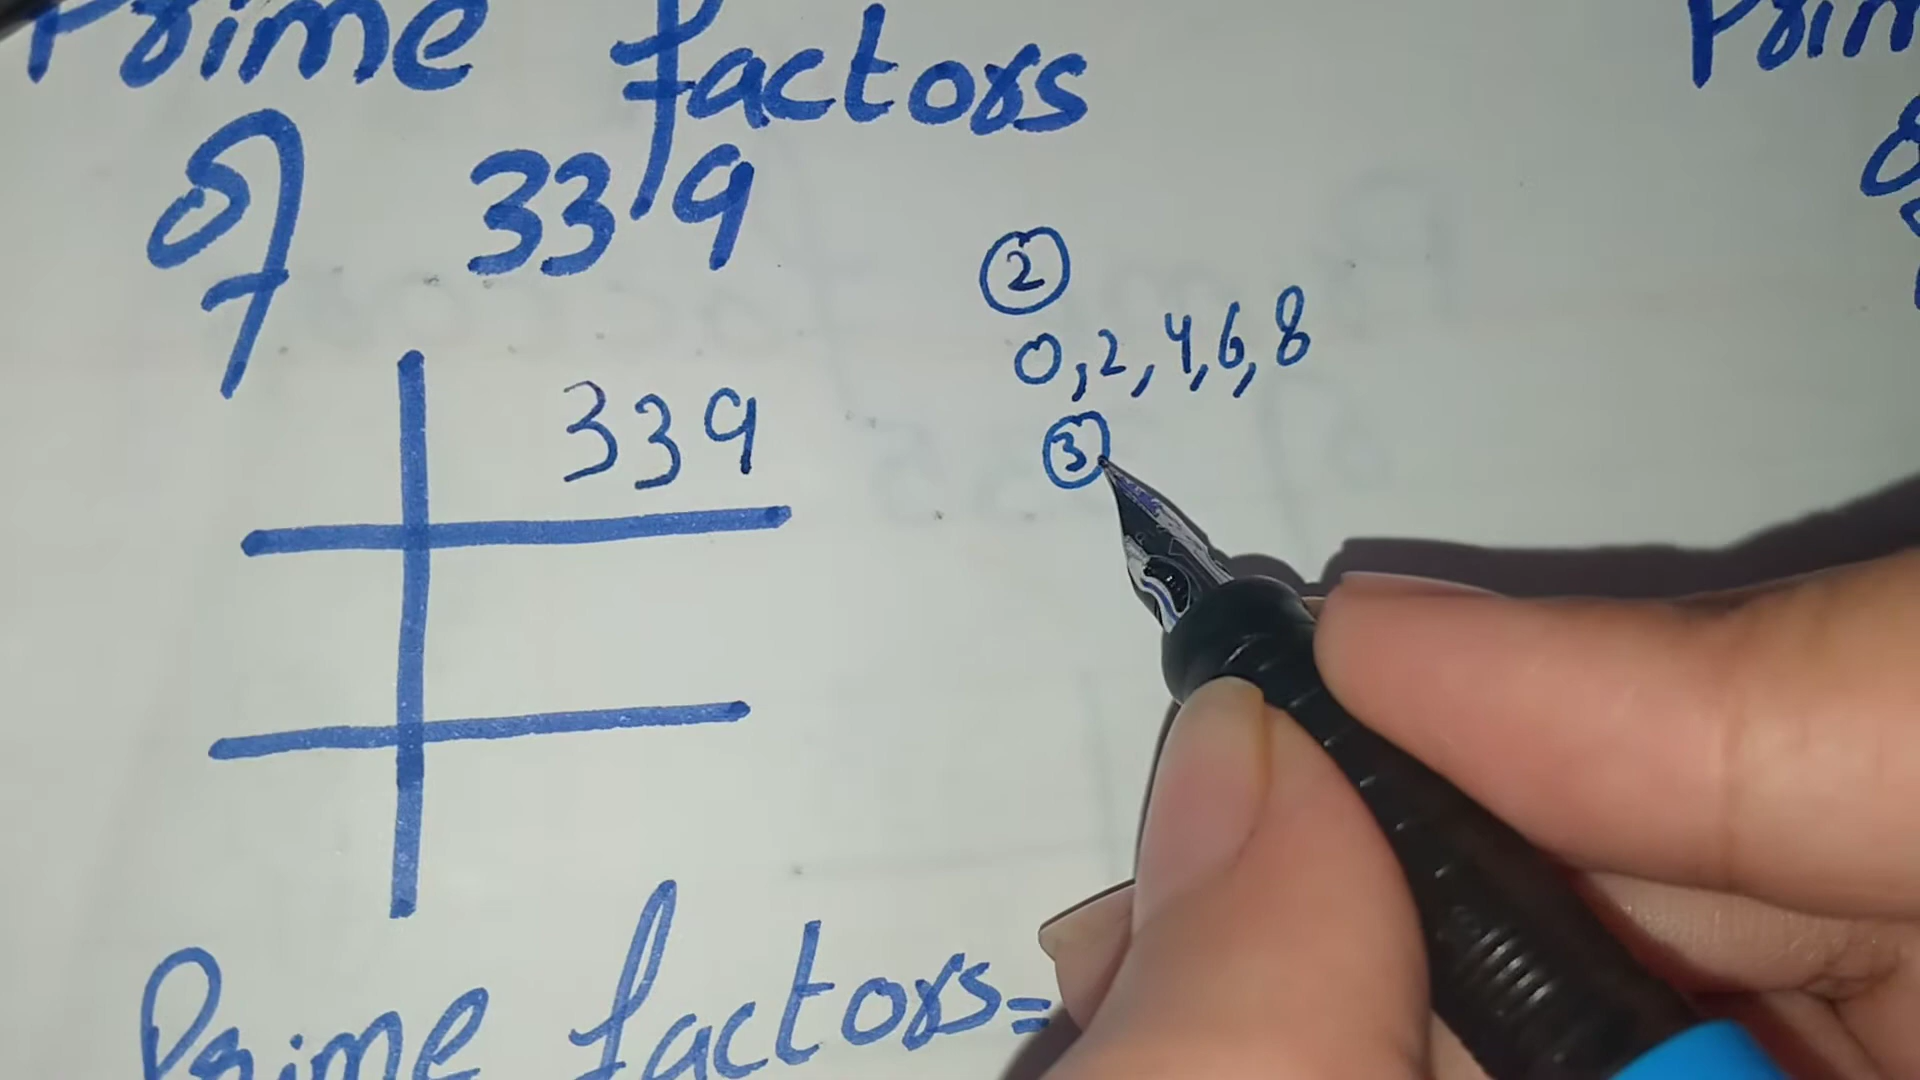 Prime factors
of 339
②
0,2,4,6,8
③
339
Prime factors=